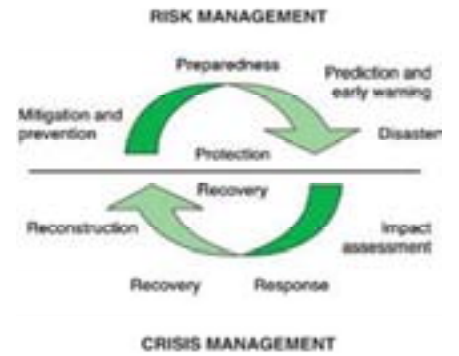 RISK MANAGEMENT
Preparedness
Prediction and
early warning
Mitigation and
prevention
Disaster
Protection
Recovery
Reconstruction
Impact
assessment
Recovery
Response
CRISIS MANAGEMENT